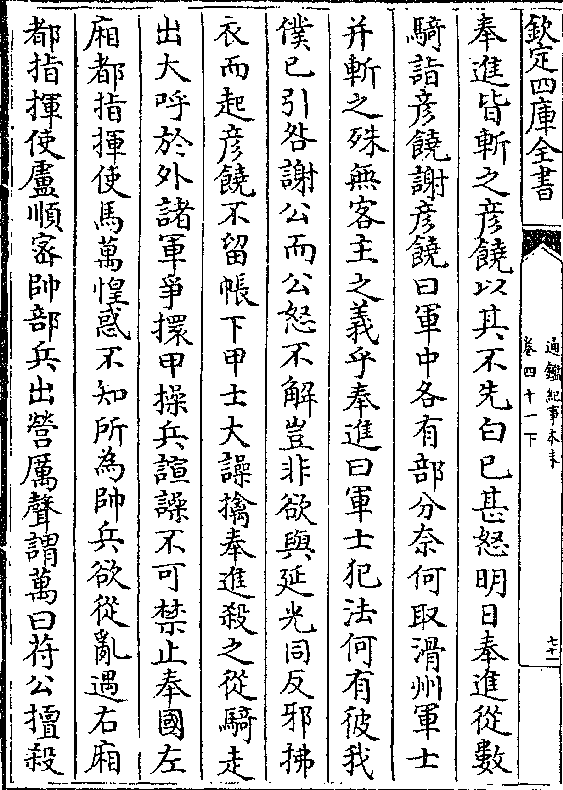 欽定四庫全書
通鑑紀事本末
卷四十一下
七十一
奉進皆斬之彦饒以其不先白已甚怒明日奉進從數
騎詣彦饒謝彦饒曰軍中各有部分奈何取滑州軍士
并斬之殊無客主之義乎奉進曰軍士犯法何有彼我
僕已引咎謝公而公怒不解豈非欲與延光同反邪拂
衣而起彦饒不留帳下甲士大譟擒奉進殺之從騎走
出大呼於外諸軍爭擐甲操兵諠譟不可禁止奉國左
廂都指揮使馬萬惶惑不知所為帥兵欲從亂遇右廂
都指揮使盧順宻帥部兵出營厲聲謂萬曰符公擅殺